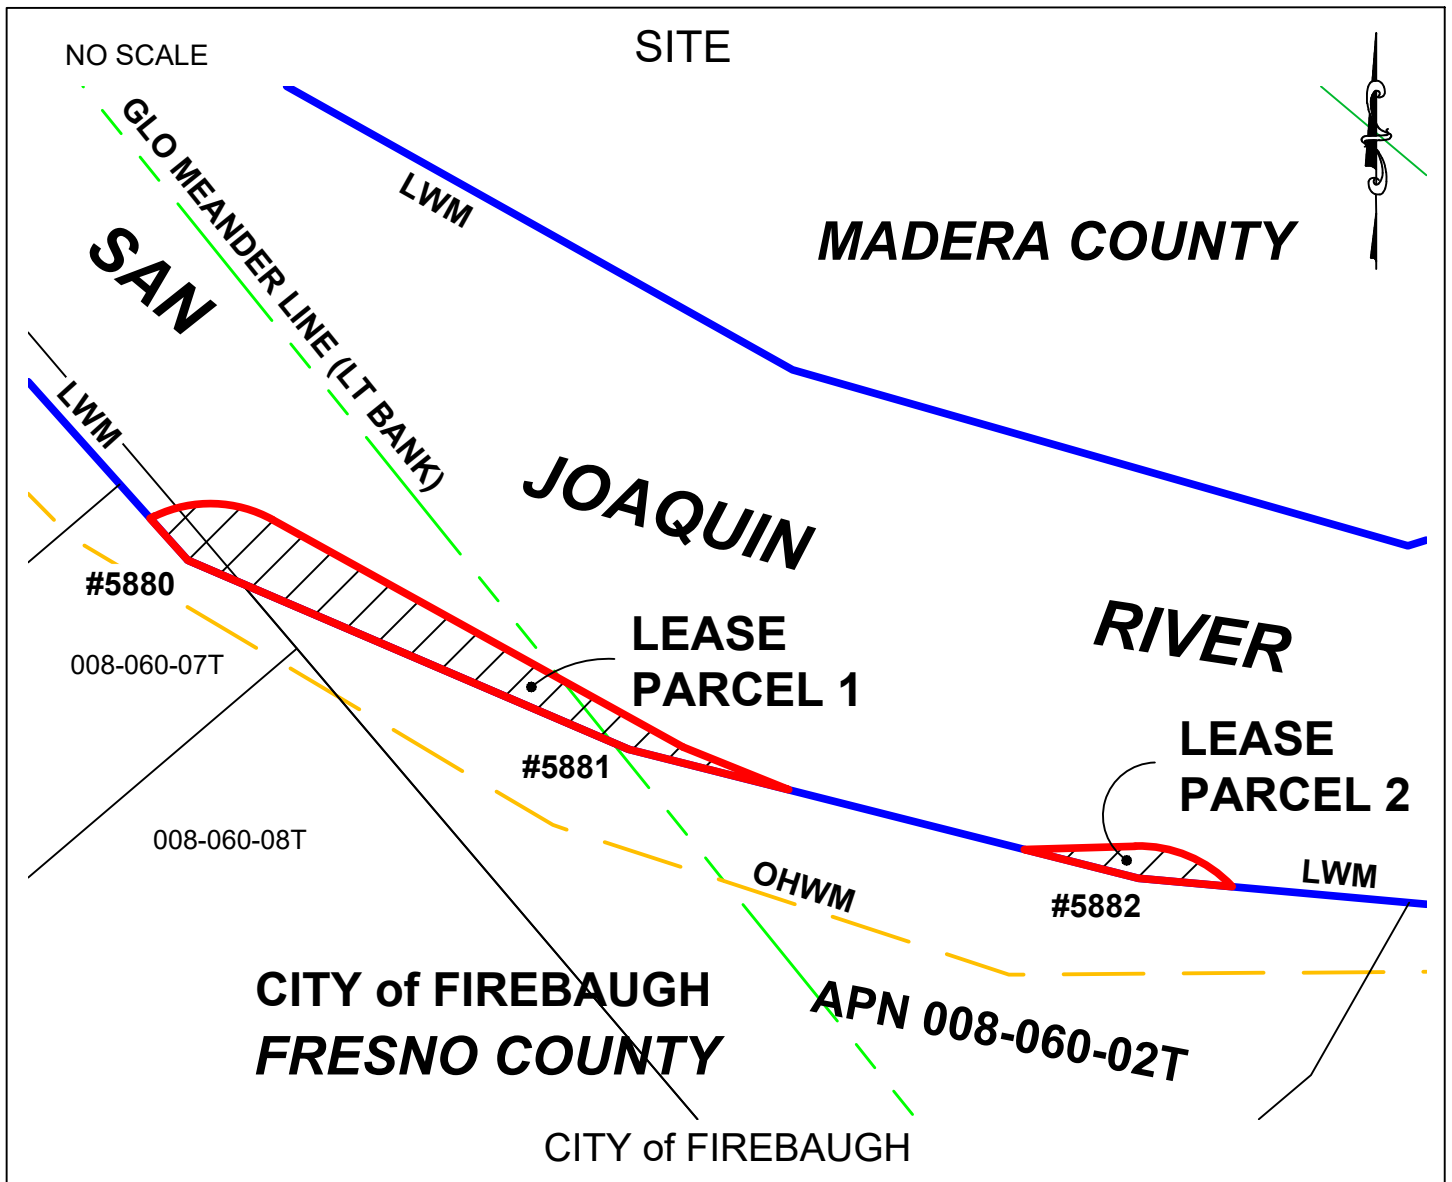 NO SCALE
SITE
GLO MEANDER LINE (LT BANK)
LWM
MADERA COUNTY
SAN
LWM
JOAQUIN
RIVER
#5880
LEASE
PARCEL 1
008-060-07T
#5881
LEASE
PARCEL 2
008-060-08T
OHWM
LWM
#5882
CITY of FIREBAUGH
FRESNO COUNTY
APN 008-060-02T
CITY of FIREBAUGH